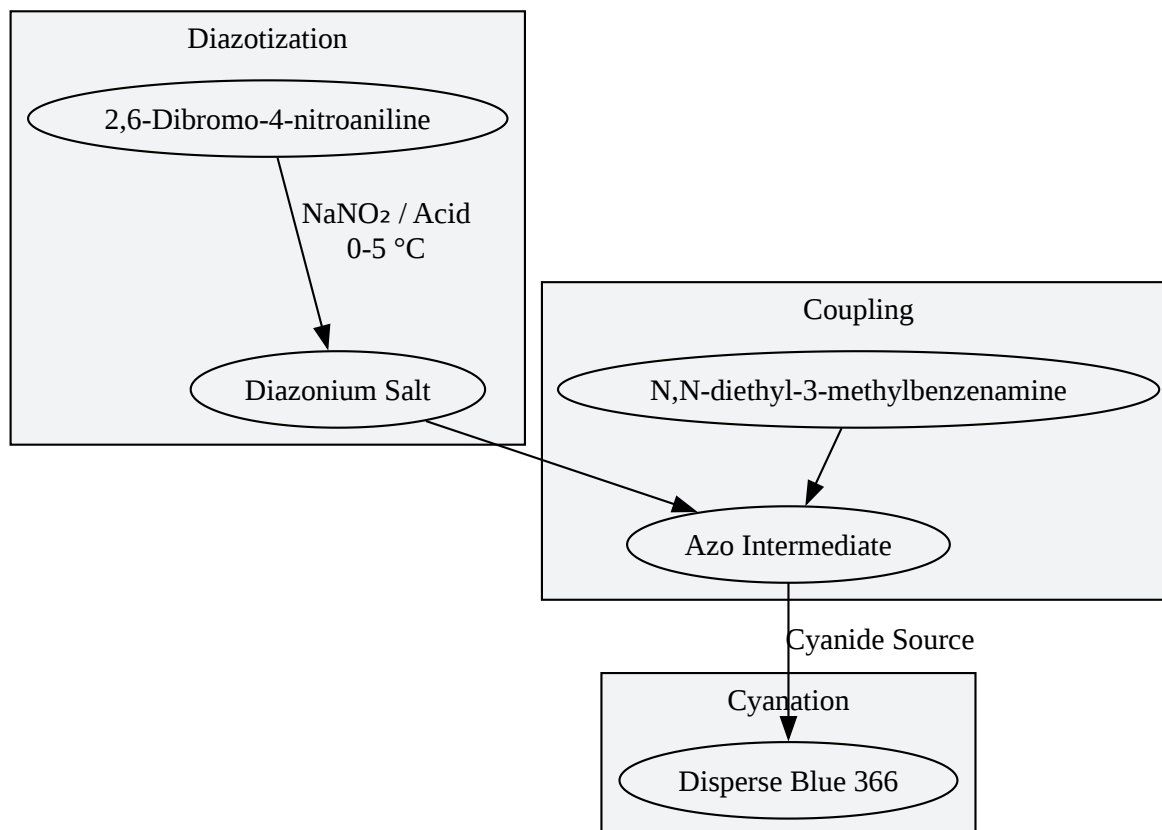 Diazotization
2,6-Dibromo-4-nitroaniline
NaNO₂ / Acid
0-5 °C
Diazonium Salt
Coupling
N,N-diethyl-3-methylbenzenamine
Azo Intermediate
Cyanide Source
Cyanation
Disperse Blue 366